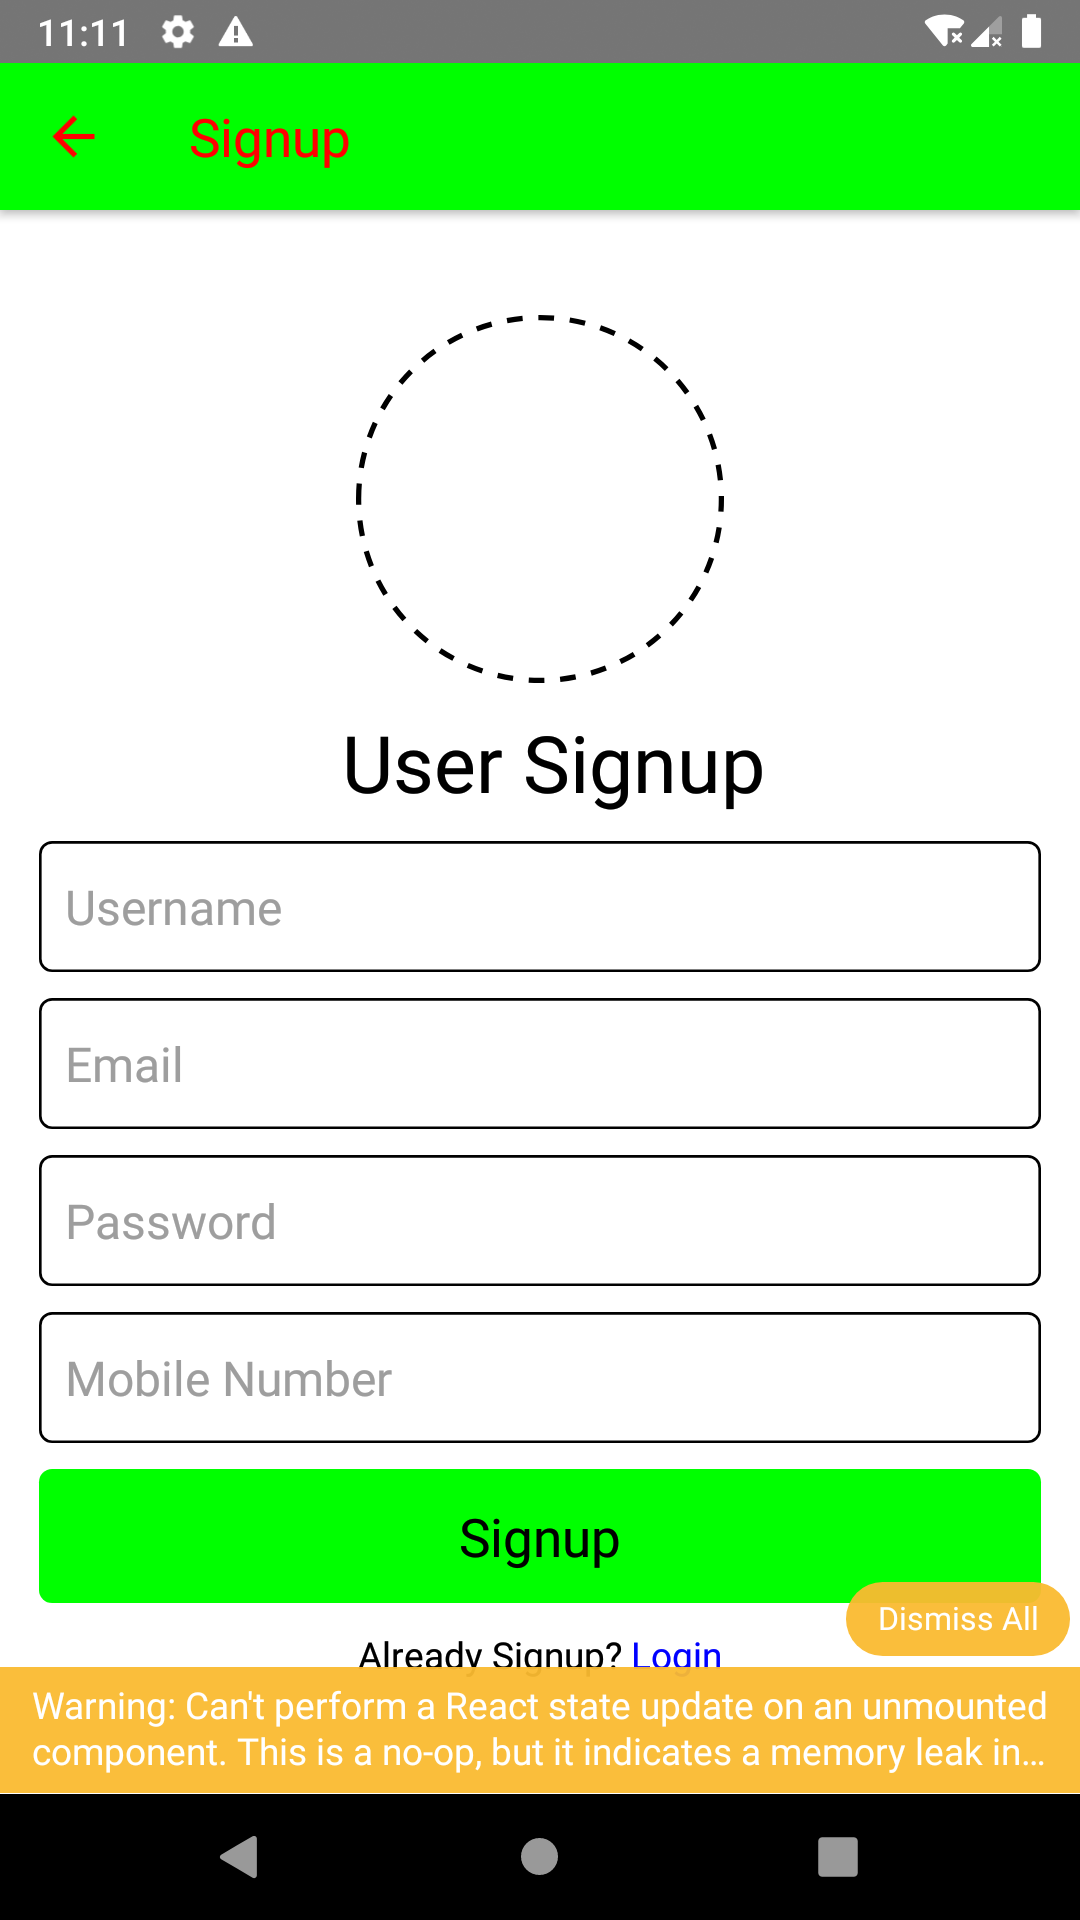 11:11
Signup
User Signup
Username
Email
Password
Mobile Number
Signup
Dismiss All
Already Signup? Login
Warning: Can't perform a React state update on an unmounted
component. This is a no-op, but it indicates a memory leak in...